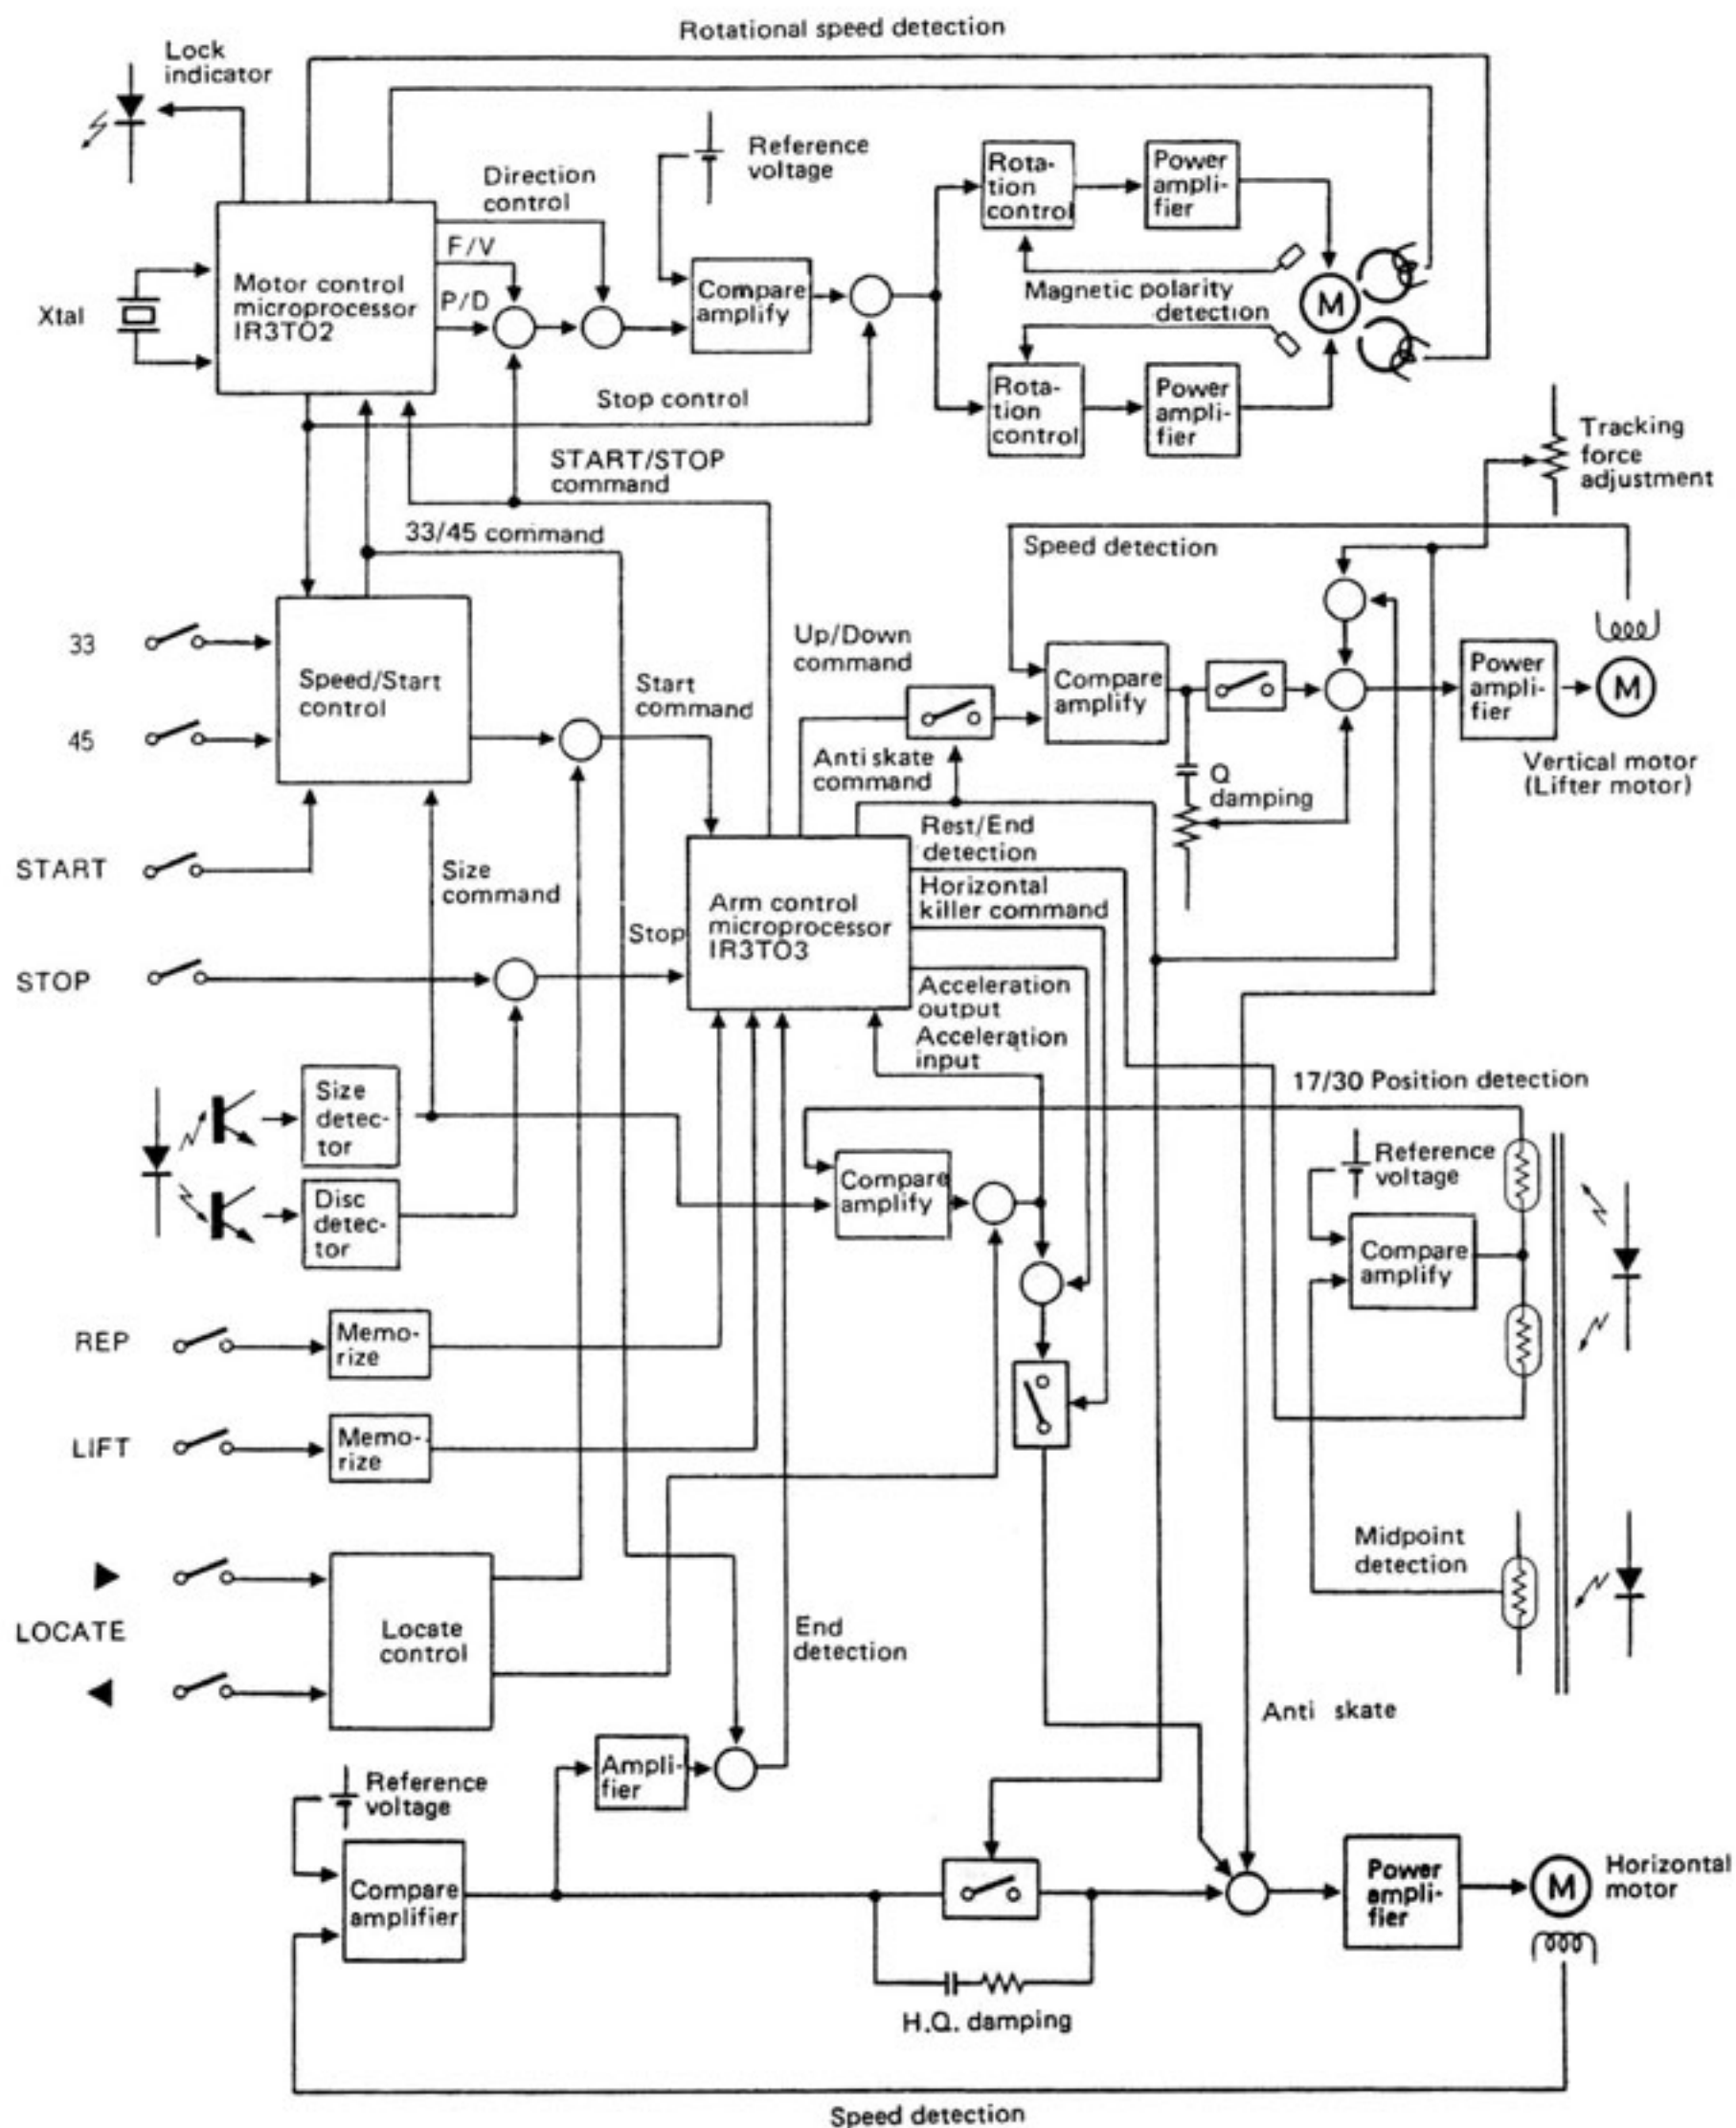 Rotational speed detection
Lock
indicator
Reference
voltage
Direction
control
Rota-
tion
control
Power
ampli-
fier
F/V
P/D
Xtal
Motor control
microprocessor
IR3TO2
Compare
amplify
Magnetic polarity
detection
M
Rota-
tion
control
Power
ampli-
fier
Stop control
START/STOP
command
Tracking
force
adjustment
33/45 command
Speed detection
33
45
Speed/Start
control
Start
command
Up/Down
command
Compare
amplify
Power
ampli-
fier
M
Vertical motor
(Lifter motor)
Anti skate
command
Q
damping
START
Size
command
Rest/End
detection
Horizontal
killer command
Arm control
microprocessor
IR3TO3
Stop
STOP
Acceleration
output
Acceleration
input
17/30 Position detection
Size
detec-
tor
Disc
detec-
tor
Compare
amplify
Reference
voltage
Compare
amplify
REP
Memo-
rize
LIFT
Memo-
rize
Midpoint
detection
LOCATE
Locate
control
End
detection
Anti skate
Ampli-
fier
Reference
voltage
Compare
amplifier
Power
ampli-
fier
M
Horizontal
motor
H.Q. damping
Speed detection